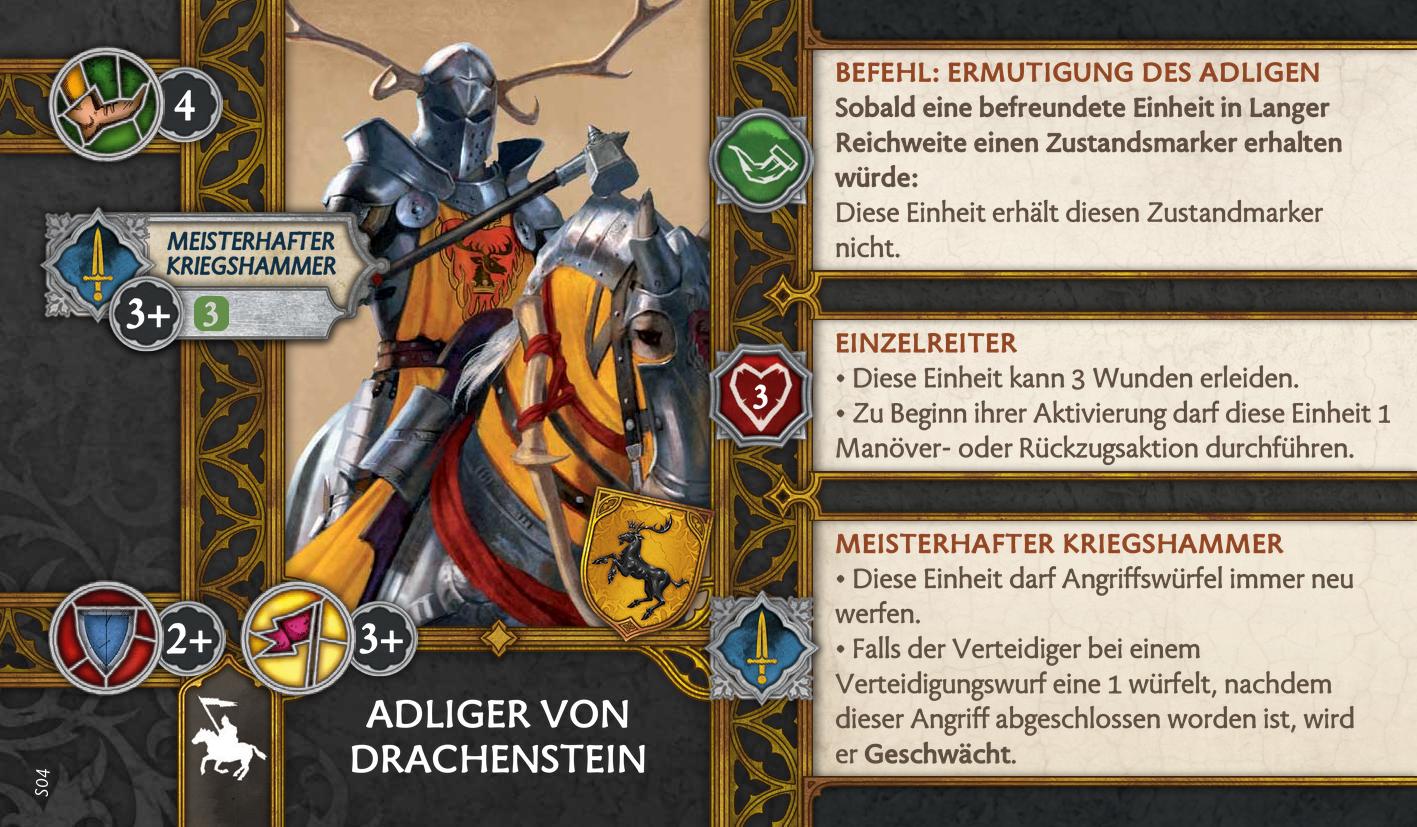 4
MEISTERHAFTER
KRIEGSHAMMER
3+
3
2+
3+
ADLIGER VON
DRACHENSTEIN
S04
BEFEHL: ERMUTIGUNG DES ADLIGEN
Sobald eine befreundete Einheit in Langer
Reichweite einen Zustandsmarker erhalten
würde:
Diese Einheit erhält diesen Zustandmarker
nicht.
3
EINZELREITER
• Diese Einheit kann 3 Wunden erleiden.
• Zu Beginn ihrer Aktivierung darf diese Einheit 1
Manöver- oder Rückzugsaktion durchführen.
MEISTERHAFTER KRIEGSHAMMER
• Diese Einheit darf Angriffswürfel immer neu
werfen.
• Falls der Verteidiger bei einem
Verteidigungswurf eine 1 würfelt, nachdem
dieser Angriff abgeschlossen worden ist, wird
er Geschwächt.